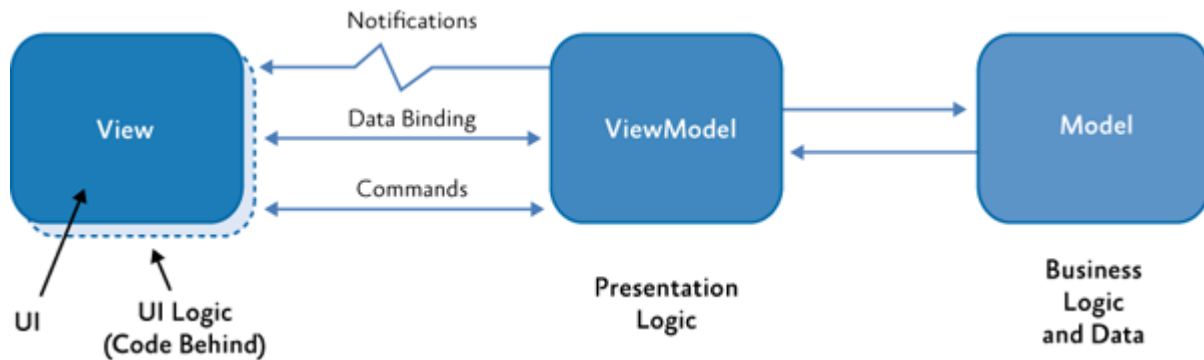 Notifications
View
Data Binding
ViewModel
Model
Commands
UI
UI Logic
(Code Behind)
Presentation
Logic
Business
Logic
and Data